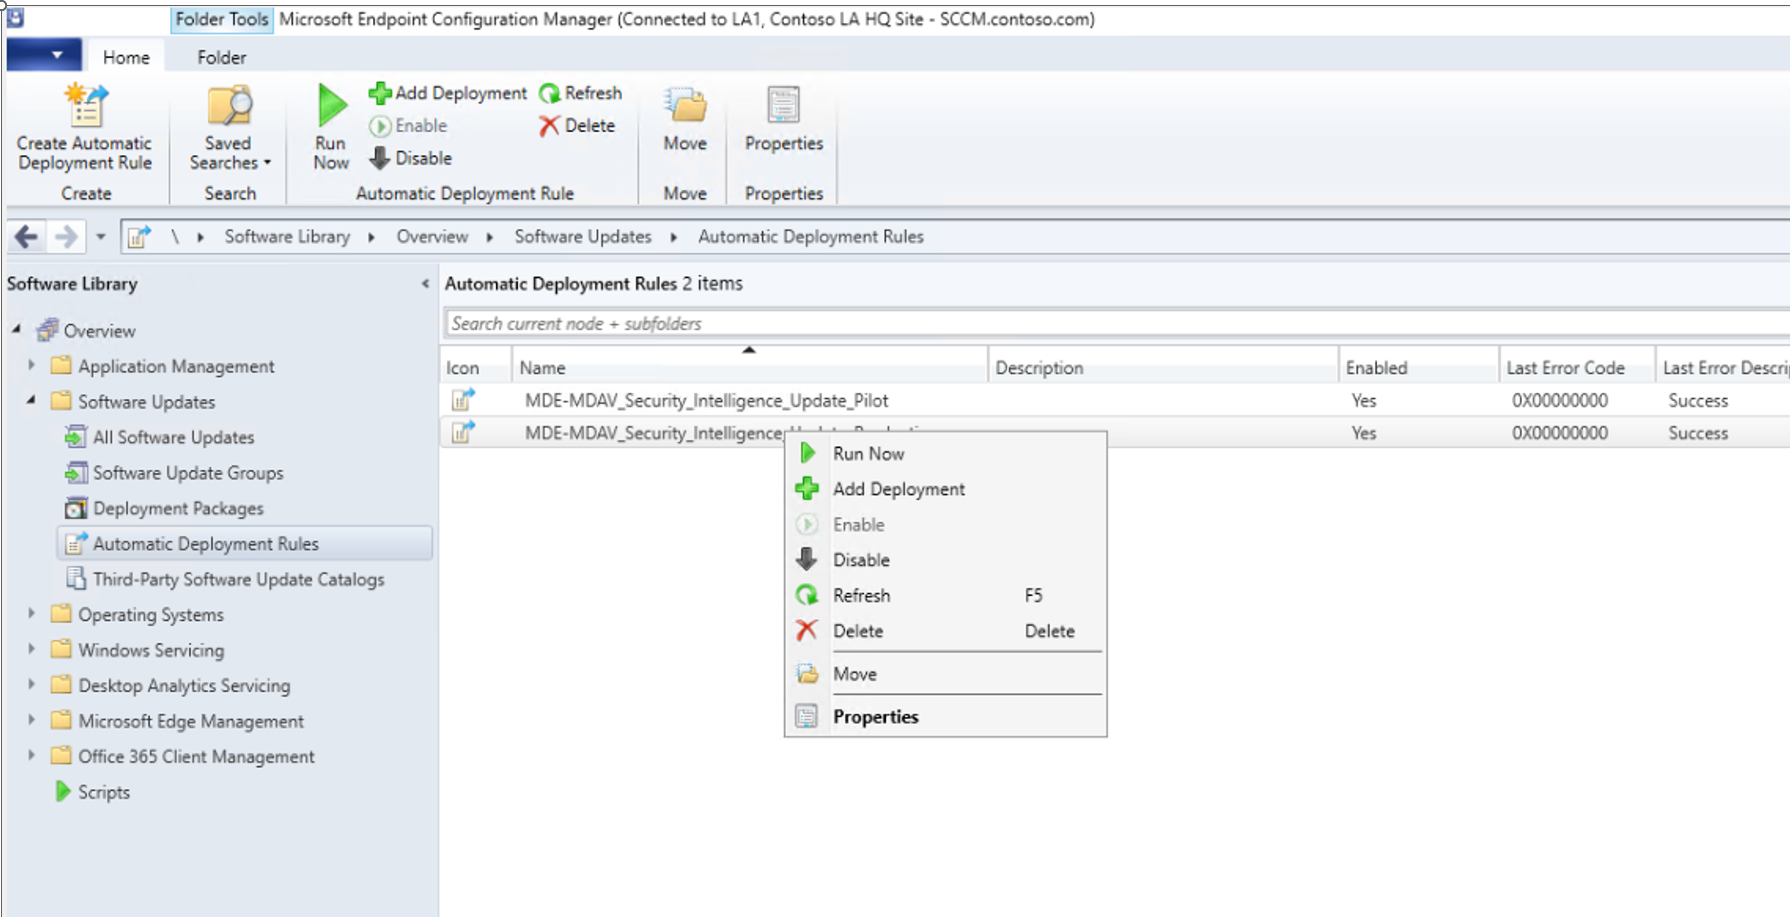 Folder Tools Microsoft Endpoint Configuration Manager (Connected to LA1, Contoso LA HQ Site - SCCM.contoso.com)
Home Folder
Create Automatic Deployment Rule
Create
Saved Searches
Search
Run Now
Add Deployment
Enable
Disable
Refresh
Delete
Automatic Deployment Rule
Move
Move
Properties
Properties
\ Software Library Overview Software Updates Automatic Deployment Rules
Software Library
Overview
Application Management
Software Updates
All Software Updates
Software Update Groups
Deployment Packages
Automatic Deployment Rules
Third-Party Software Update Catalogs
Operating Systems
Windows Servicing
Desktop Analytics Servicing
Microsoft Edge Management
Office 365 Client Management
Scripts
Automatic Deployment Rules 2 items
Search current node + subfolders
Icon Name Description Enabled Last Error Code Last Error Descri
MDE-MDAV_Security_Intelligence_Update_Pilot Yes 0X00000000 Success
MDE-MDAV_Security_Intelligence Yes 0X00000000 Success
Run Now
Add Deployment
Enable
Disable
Refresh F5
Delete Delete
Move
Properties